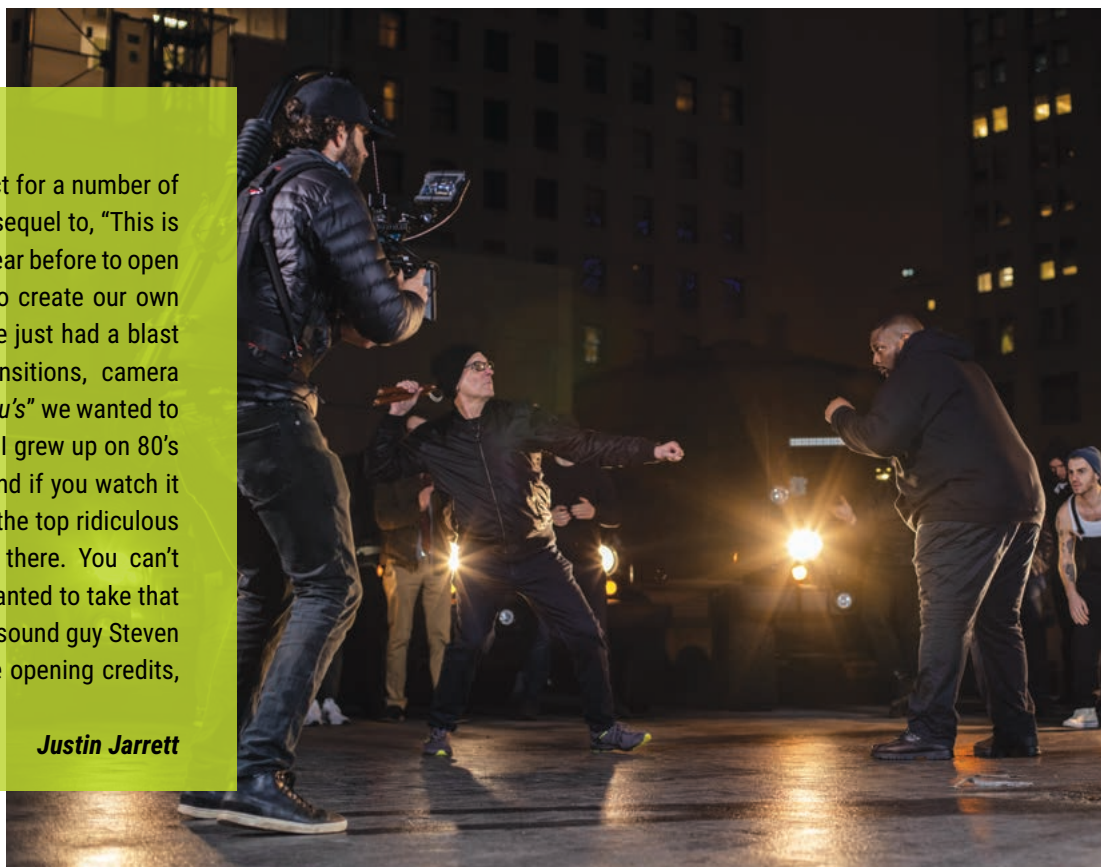 ct for a number of
sequel to, “This is
ear before to open
o create our own
e just had a blast
nsitions, camera
u’s” we wanted to
I grew up on 80’s
nd if you watch it
the top ridiculous
there. You can’t
anted to take that
sound guy Steven
e opening credits,
Justin Jarrett